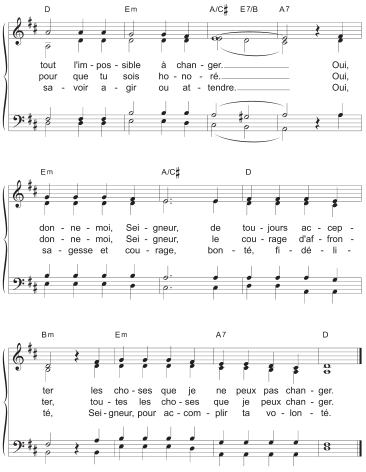 D Em A/C♯ E7/B A7
tout l'im - pos - sible à chan - ger. Oui,
pour que tu sois ho - no - ré. Oui,
sa - voir a - gir ou at - tendre. Oui,
Em A/C♯ D
don - ne - moi, Sei - gneur, de tou - jours ac - cep -
don - ne - moi, Sei - gneur, le cou - rage d'af - fron -
sa - gesse et cou - rage, bon - té, fi - dé - li -
Bm Em A7 D
ter les cho - ses que je ne peux pas chan - ger.
ter, tou - tes les cho - ses que je peux chan - ger.
té, Sei - gneur, pour ac - com - plir ta vo - lon - té.